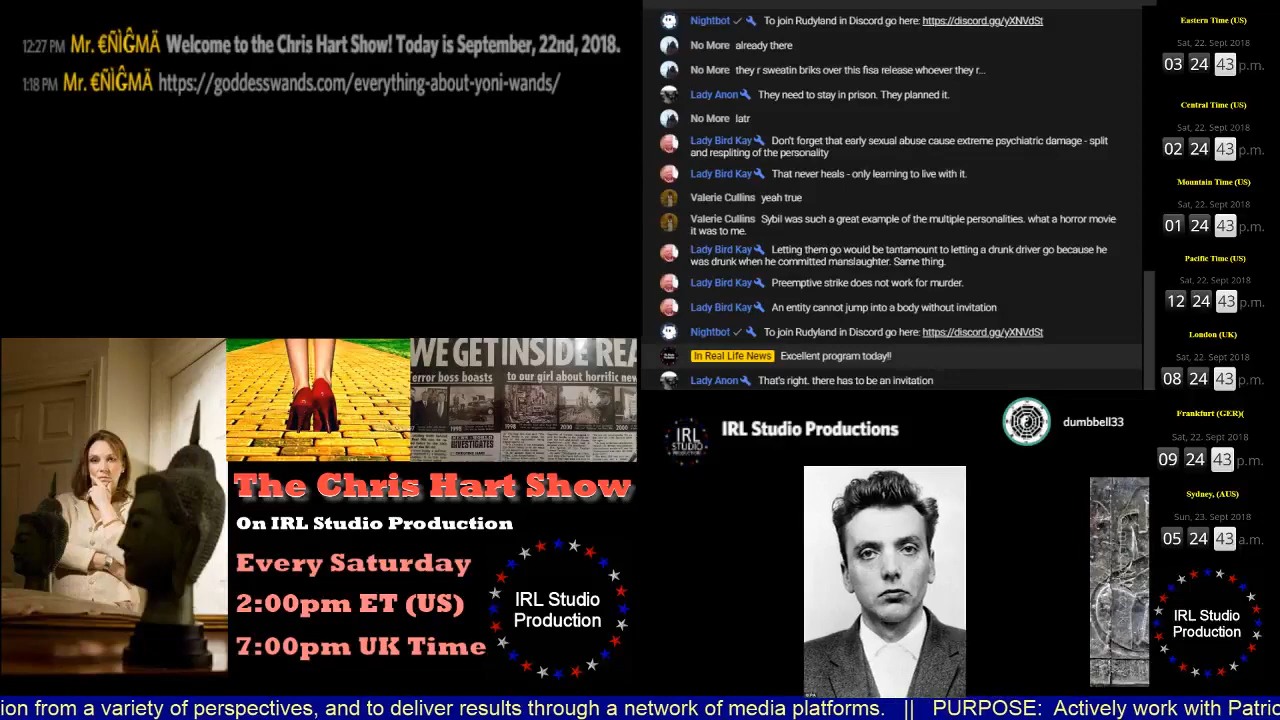 12:27 PM Mr. €ÑÌĜMÄ Welcome to the Chris Hart Show! Today is September, 22nd, 2018.
1:18 PM Mr. €ÑÌĜMÄ https://goddesswands.com/everything-about-yoni-wands/
Nightbot To join Rudyland in Discord go here: https://discord.gg/yXNVdSt
No More already there
No More they r sweatin briks over this fisa release whoever they r...
Lady Anon They need to stay in prison. They planned it.
No More latr
Lady Bird Kay Don't forget that early sexual abuse cause extreme psychiatric damage - split
and respliting of the personality
Lady Bird Kay That never heals - only learning to live with it.
Valerie Cullins yeah true
Valerie Cullins Sybil was such a great example of the multiple personalities. what a horror movie
it was to me.
Lady Bird Kay Letting them go would be tantamount to letting a drunk driver go because he
was drunk when he committed manslaughter. Same thing.
Lady Bird Kay Preemptive strike does not work for murder.
Lady Bird Kay An entity cannot jump into a body without invitation
Nightbot To join Rudyland in Discord go here: https://discord.gg/yXNVdSt
In Real Life News Excellent program today!!
Lady Anon That's right. there has to be an invitation
Eastern Time (US)
Sat, 22. Sept 2018
03 24 43 p.m.
Central Time (US)
Sat, 22. Sept 2018
02 24 43 p.m.
Mountain Time (US)
Sat, 22. Sept 2018
01 24 43 p.m.
Pacific Time (US)
Sat, 22. Sept 2018
12 24 43 p.m.
London (UK)
Sat, 22. Sept 2018
08 24 43 p.m.
Frankfurt (GER)(
Sat, 22. Sept 2018
09 24 43 p.m.
Sydney, (AUS)
Sun, 23. Sept 2018
05 24 43 a.m.
WE GET INSIDE REA
error boss boasts
to our girl about horrific new
1998
The Chris Hart Show
On IRL Studio Production
Every Saturday
2:00pm ET (US)
7:00pm UK Time
IRL Studio
Production
IRL
STUDIO
IRL Studio Productions
dumbbell33
IRL Studio
Production
ion from a variety of perspectives, and to deliver results through a network of media platforms. || PURPOSE: Actively work with Patric